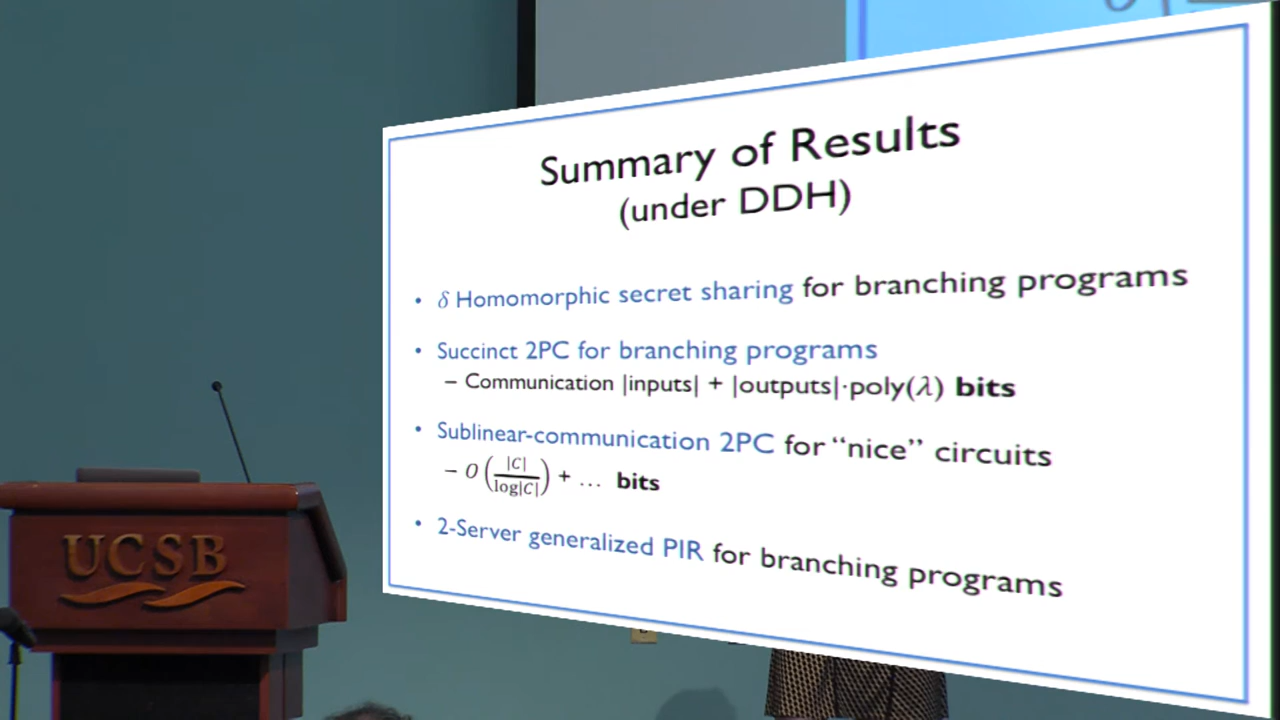 Summary of Results
(under DDH)
• δ Homomorphic secret sharing for branching programs
• Succinct 2PC for branching programs
– Communication |inputs| + |outputs|·poly(λ) bits
• Sublinear-communication 2PC for “nice” circuits
– O(|C|/log|C|) + … bits
• 2-Server generalized PIR for branching programs
UCSB